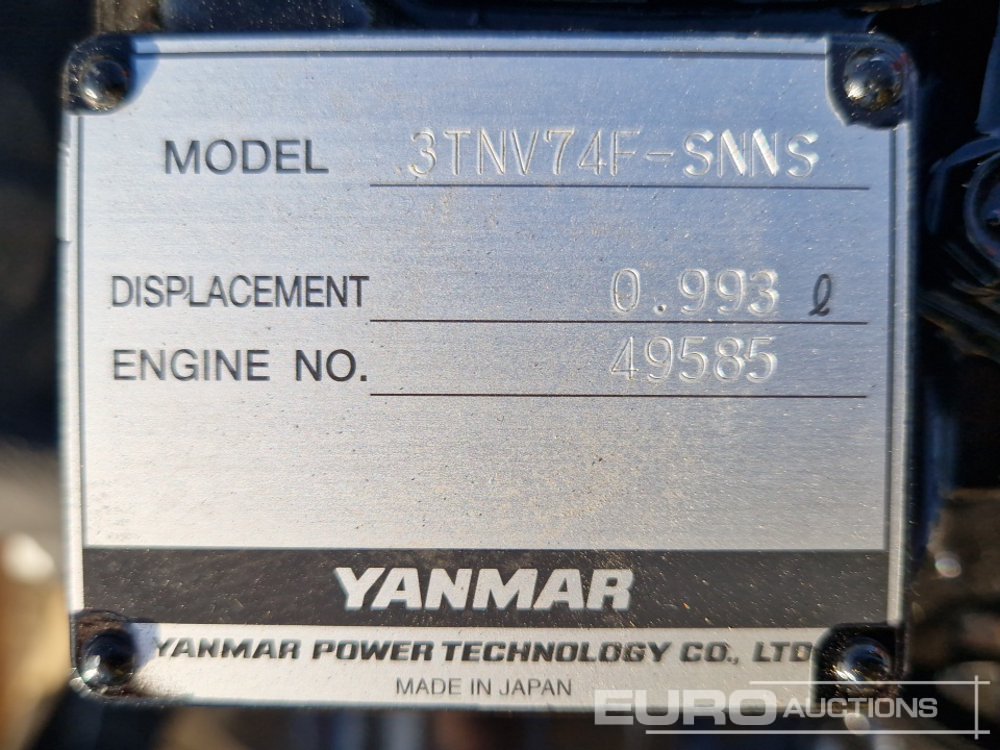 MODEL 3TNV74F-SNNS
DISPLACEMENT 0.993 ℓ
ENGINE NO. 49585
YANMAR
YANMAR POWER TECHNOLOGY CO., LTD
MADE IN JAPAN
EURO AUCTIONS